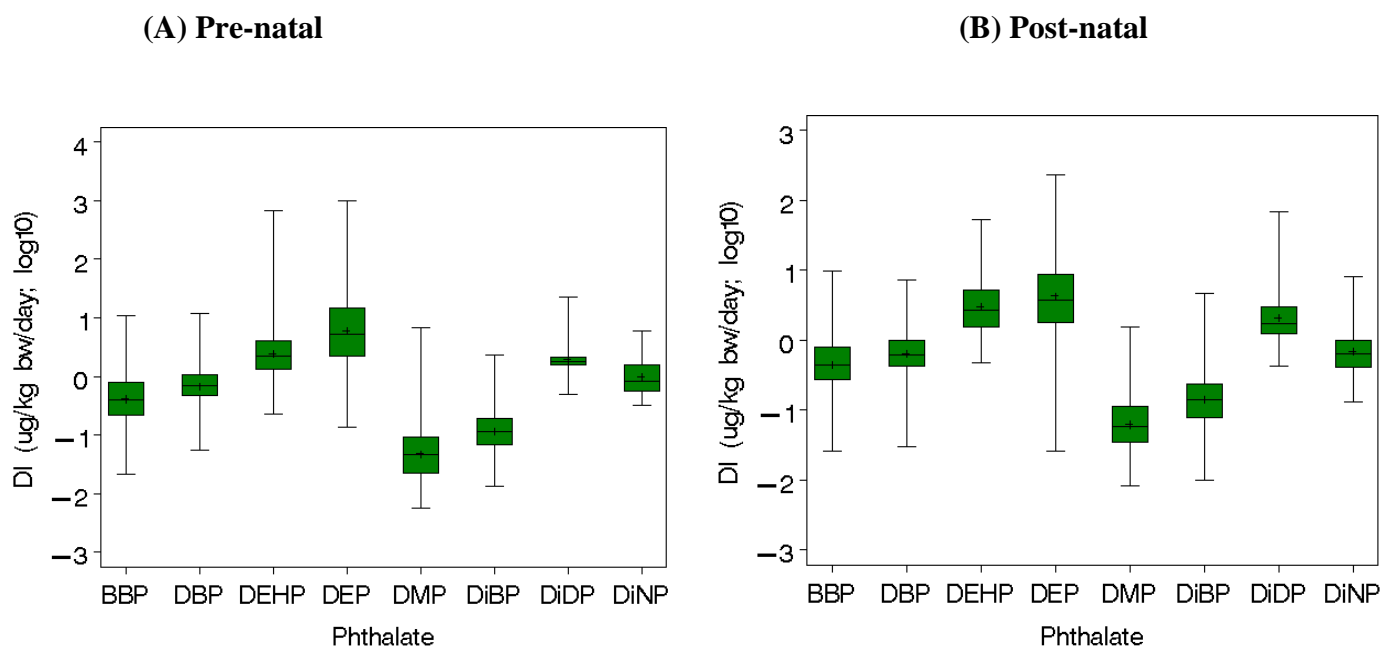 (A) Pre-natal
DI (ug/kg bw/day; log10)
4
3
2
1
0
−1
−2
−3
BBP DBP DEHP DEP DMP DiBP DiDP DiNP
Phthalate
(B) Post-natal
DI (ug/kg bw/day; log10)
3
2
1
0
−1
−2
−3
BBP DBP DEHP DEP DMP DiBP DiDP DiNP
Phthalate